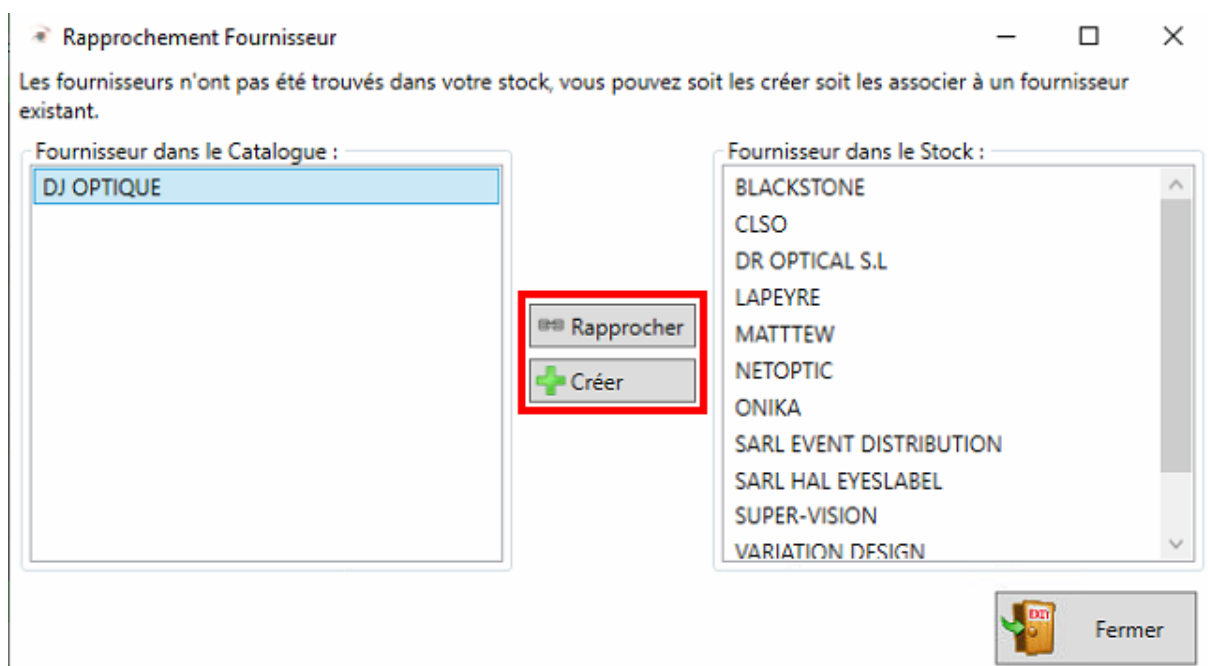 Rapprochement Fournisseur
Les fournisseurs n'ont pas été trouvés dans votre stock, vous pouvez soit les créer soit les associer à un fournisseur
existant.
Fournisseur dans le Catalogue :
DJ OPTIQUE
Rapprocher
Créer
Fournisseur dans le Stock :
BLACKSTONE
CLSO
DR OPTICAL S.L
LAPEYRE
MATTTEW
NETOPTIC
ONIKA
SARL EVENT DISTRIBUTION
SARL HAL EYESLABEL
SUPER-VISION
VARIATION DESIGN
EXIT
Fermer